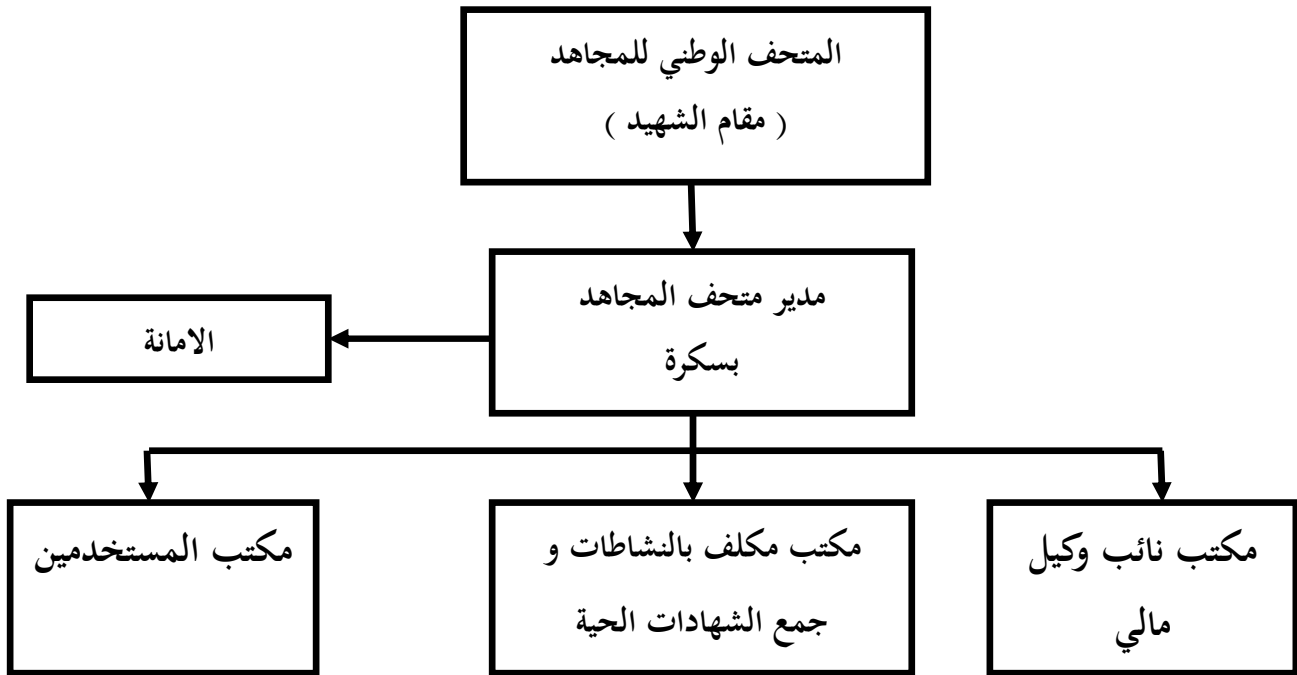 المتحف الوطني للمجاهد
( مقام الشهيد )
مدير متحف المجاهد
بسكرة
الامانة
مكتب نائب وكيل
مالي
مكتب مكلف بالنشاطات و
جمع الشهادات الحية
مكتب المستخدمين